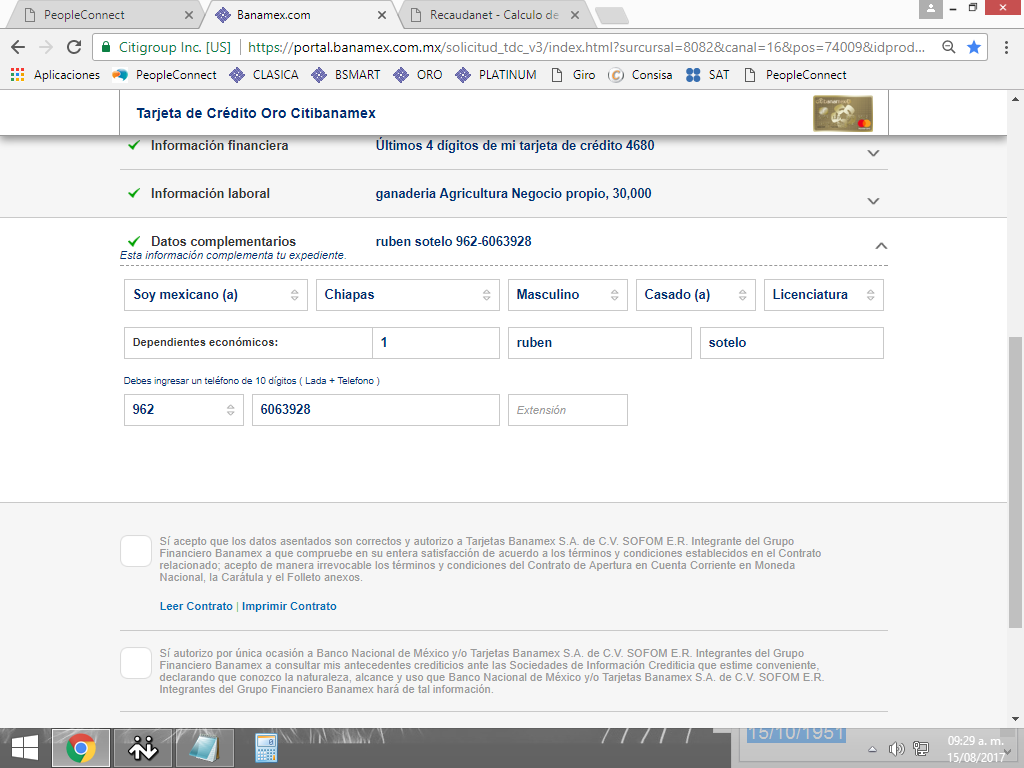 PeopleConnect
Banamex.com
Recaudanet - Calculo de
Citigroup Inc. [US]
https://portal.banamex.com.mx/solicitud_tdc_v3/index.html?surcursal=8082&canal=16&pos=74009&idprod...
Aplicaciones PeopleConnect CLASICA BSMART ORO PLATINUM Giro Consisa SAT PeopleConnect
Tarjeta de Crédito Oro Citibanamex
Información financiera Últimos 4 dígitos de mi tarjeta de crédito 4680
Información laboral ganaderia Agricultura Negocio propio, 30,000
Datos complementarios ruben sotelo 962-6063928
Esta información complementa tu expediente.
Soy mexicano (a) Chiapas Masculino Casado (a) Licenciatura
Dependientes económicos: 1 ruben sotelo
Debes ingresar un teléfono de 10 dígitos ( Lada + Telefono )
962 6063928 Extensión
Sí acepto que los datos asentados son correctos y autorizo a Tarjetas Banamex S.A. de C.V. SOFOM E.R. Integrante del Grupo
Financiero Banamex a que compruebe en su entera satisfacción de acuerdo a los términos y condiciones establecidos en el Contrato
relacionado; acepto de manera irrevocable los términos y condiciones del Contrato de Apertura en Cuenta Corriente en Moneda
Nacional, la Carátula y el Folleto anexos.
Leer Contrato | Imprimir Contrato
Sí autorizo por única ocasión a Banco Nacional de México y/o Tarjetas Banamex S.A. de C.V. SOFOM E.R. Integrantes del Grupo
Financiero Banamex a consultar mis antecedentes crediticios ante las Sociedades de Información Crediticia que estime conveniente,
declarando que conozco la naturaleza, alcance y uso que Banco Nacional de México y/o Tarjetas Banamex S.A. de C.V. SOFOM E.R.
Integrantes del Grupo Financiero Banamex hará de tal información.
15/10/1951
09:29 a. m.
15/08/2017